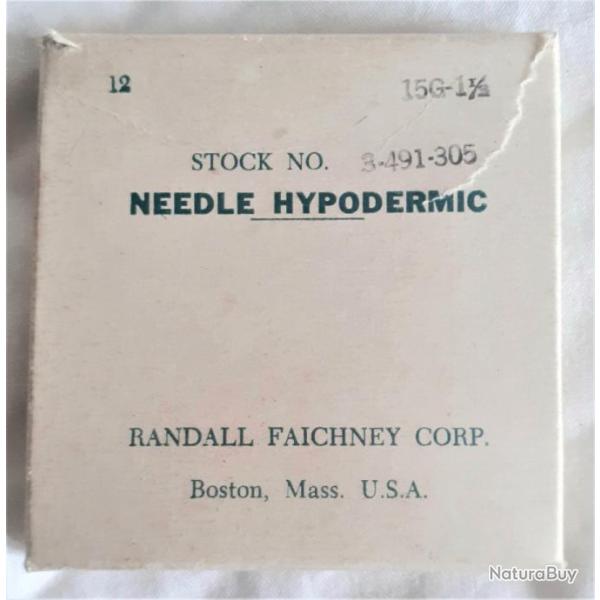 12 15G-1½
STOCK NO. 3-491-305
NEEDLE HYPODERMIC
RANDALL FAICHNEY CORP.
Boston, Mass. U.S.A.
NaturaBuy